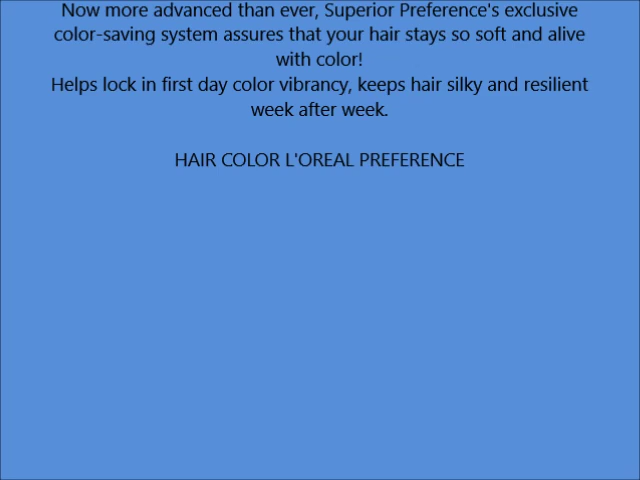 Now more advanced than ever, Superior Preference's exclusive
color-saving system assures that your hair stays so soft and alive
with color!
Helps lock in first day color vibrancy, keeps hair silky and resilient
week after week.
HAIR COLOR L'OREAL PREFERENCE